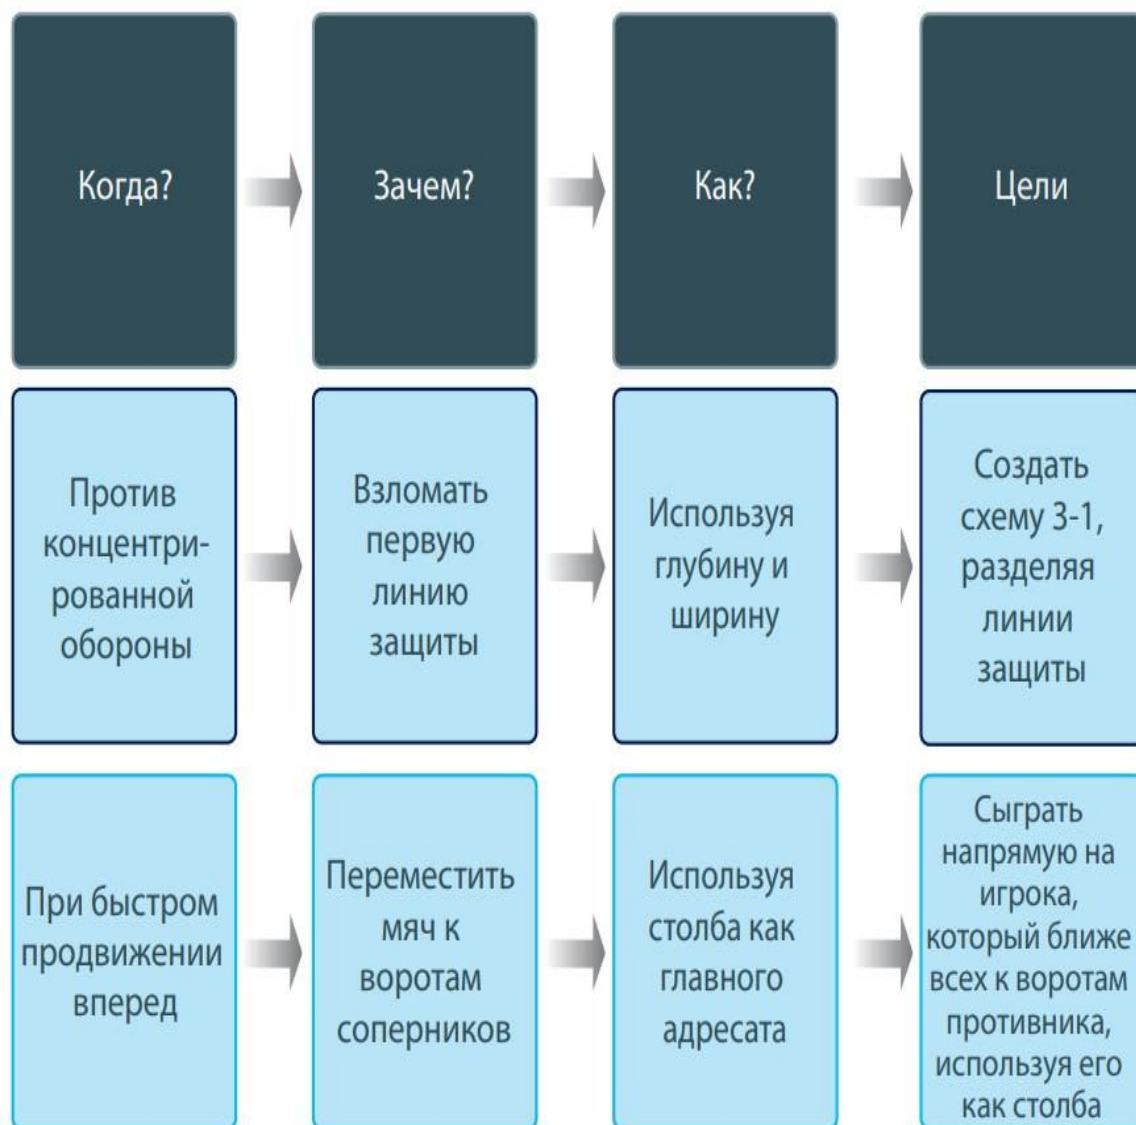 Когда?
Зачем?
Как?
Цели
Против
концентри-
рованной
обороны
Взломать
первую
линию
защиты
Используя
глубину и
ширину
Создать
схему 3-1,
разделяя
линии
защиты
При быстром
продвижении
вперед
Переместить
мяч к
воротам
соперников
Используя
столба как
главного
адресата
Сыграть
напрямую на
игрока,
который ближе
всех к воротам
противника,
используя его
как столба